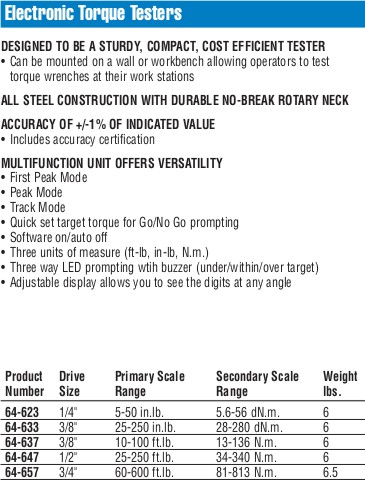 Electronic Torque Testers
DESIGNED TO BE A STURDY, COMPACT, COST EFFICIENT TESTER
• Can be mounted on a wall or workbench allowing operators to test
torque wrenches at their work stations
ALL STEEL CONSTRUCTION WITH DURABLE NO-BREAK ROTARY NECK
ACCURACY OF +/-1% OF INDICATED VALUE
• Includes accuracy certification
MULTIFUNCTION UNIT OFFERS VERSATILITY
• First Peak Mode
• Peak Mode
• Track Mode
• Quick set target torque for Go/No Go prompting
• Software on/auto off
• Three units of measure (ft-lb, in-lb, N.m.)
• Three way LED prompting wtih buzzer (under/within/over target)
• Adjustable display allows you to see the digits at any angle
Product Drive Primary Scale Secondary Scale Weight
Number Size Range Range lbs.
64-623 1/4" 5-50 in.lb. 5.6-56 dN.m. 6
64-633 3/8" 25-250 in.lb. 28-280 dN.m. 6
64-637 3/8" 10-100 ft.lb. 13-136 N.m. 6
64-647 1/2" 25-250 ft.lb. 34-340 N.m. 6
64-657 3/4" 60-600 ft.lb. 81-813 N.m. 6.5